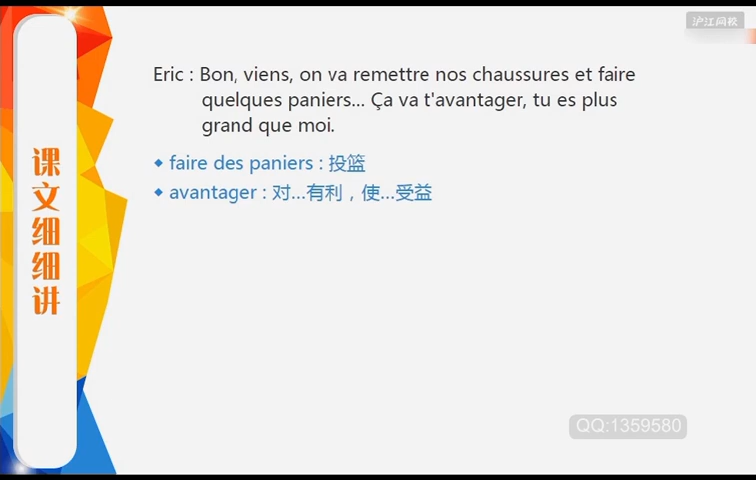 沪江网校
Eric : Bon, viens, on va remettre nos chaussures et faire
quelques paniers... Ça va t'avantager, tu es plus
grand que moi.
◆ faire des paniers : 投篮
◆ avantager : 对...有利，使...受益
课文细细讲
QQ:1359580